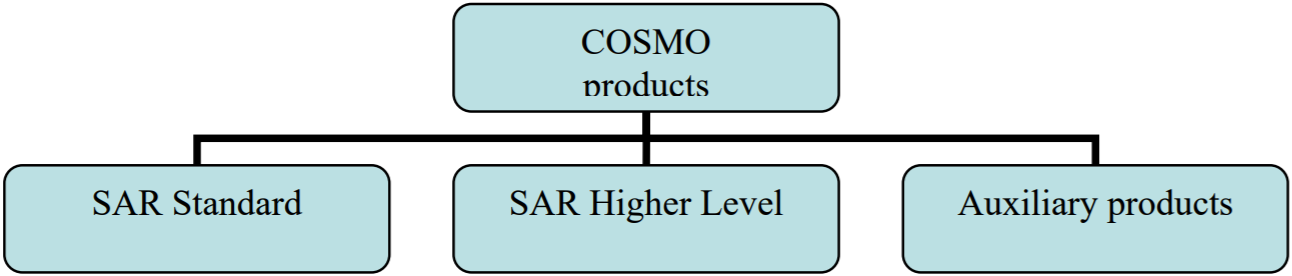 COSMO
products
SAR Standard
SAR Higher Level
Auxiliary products